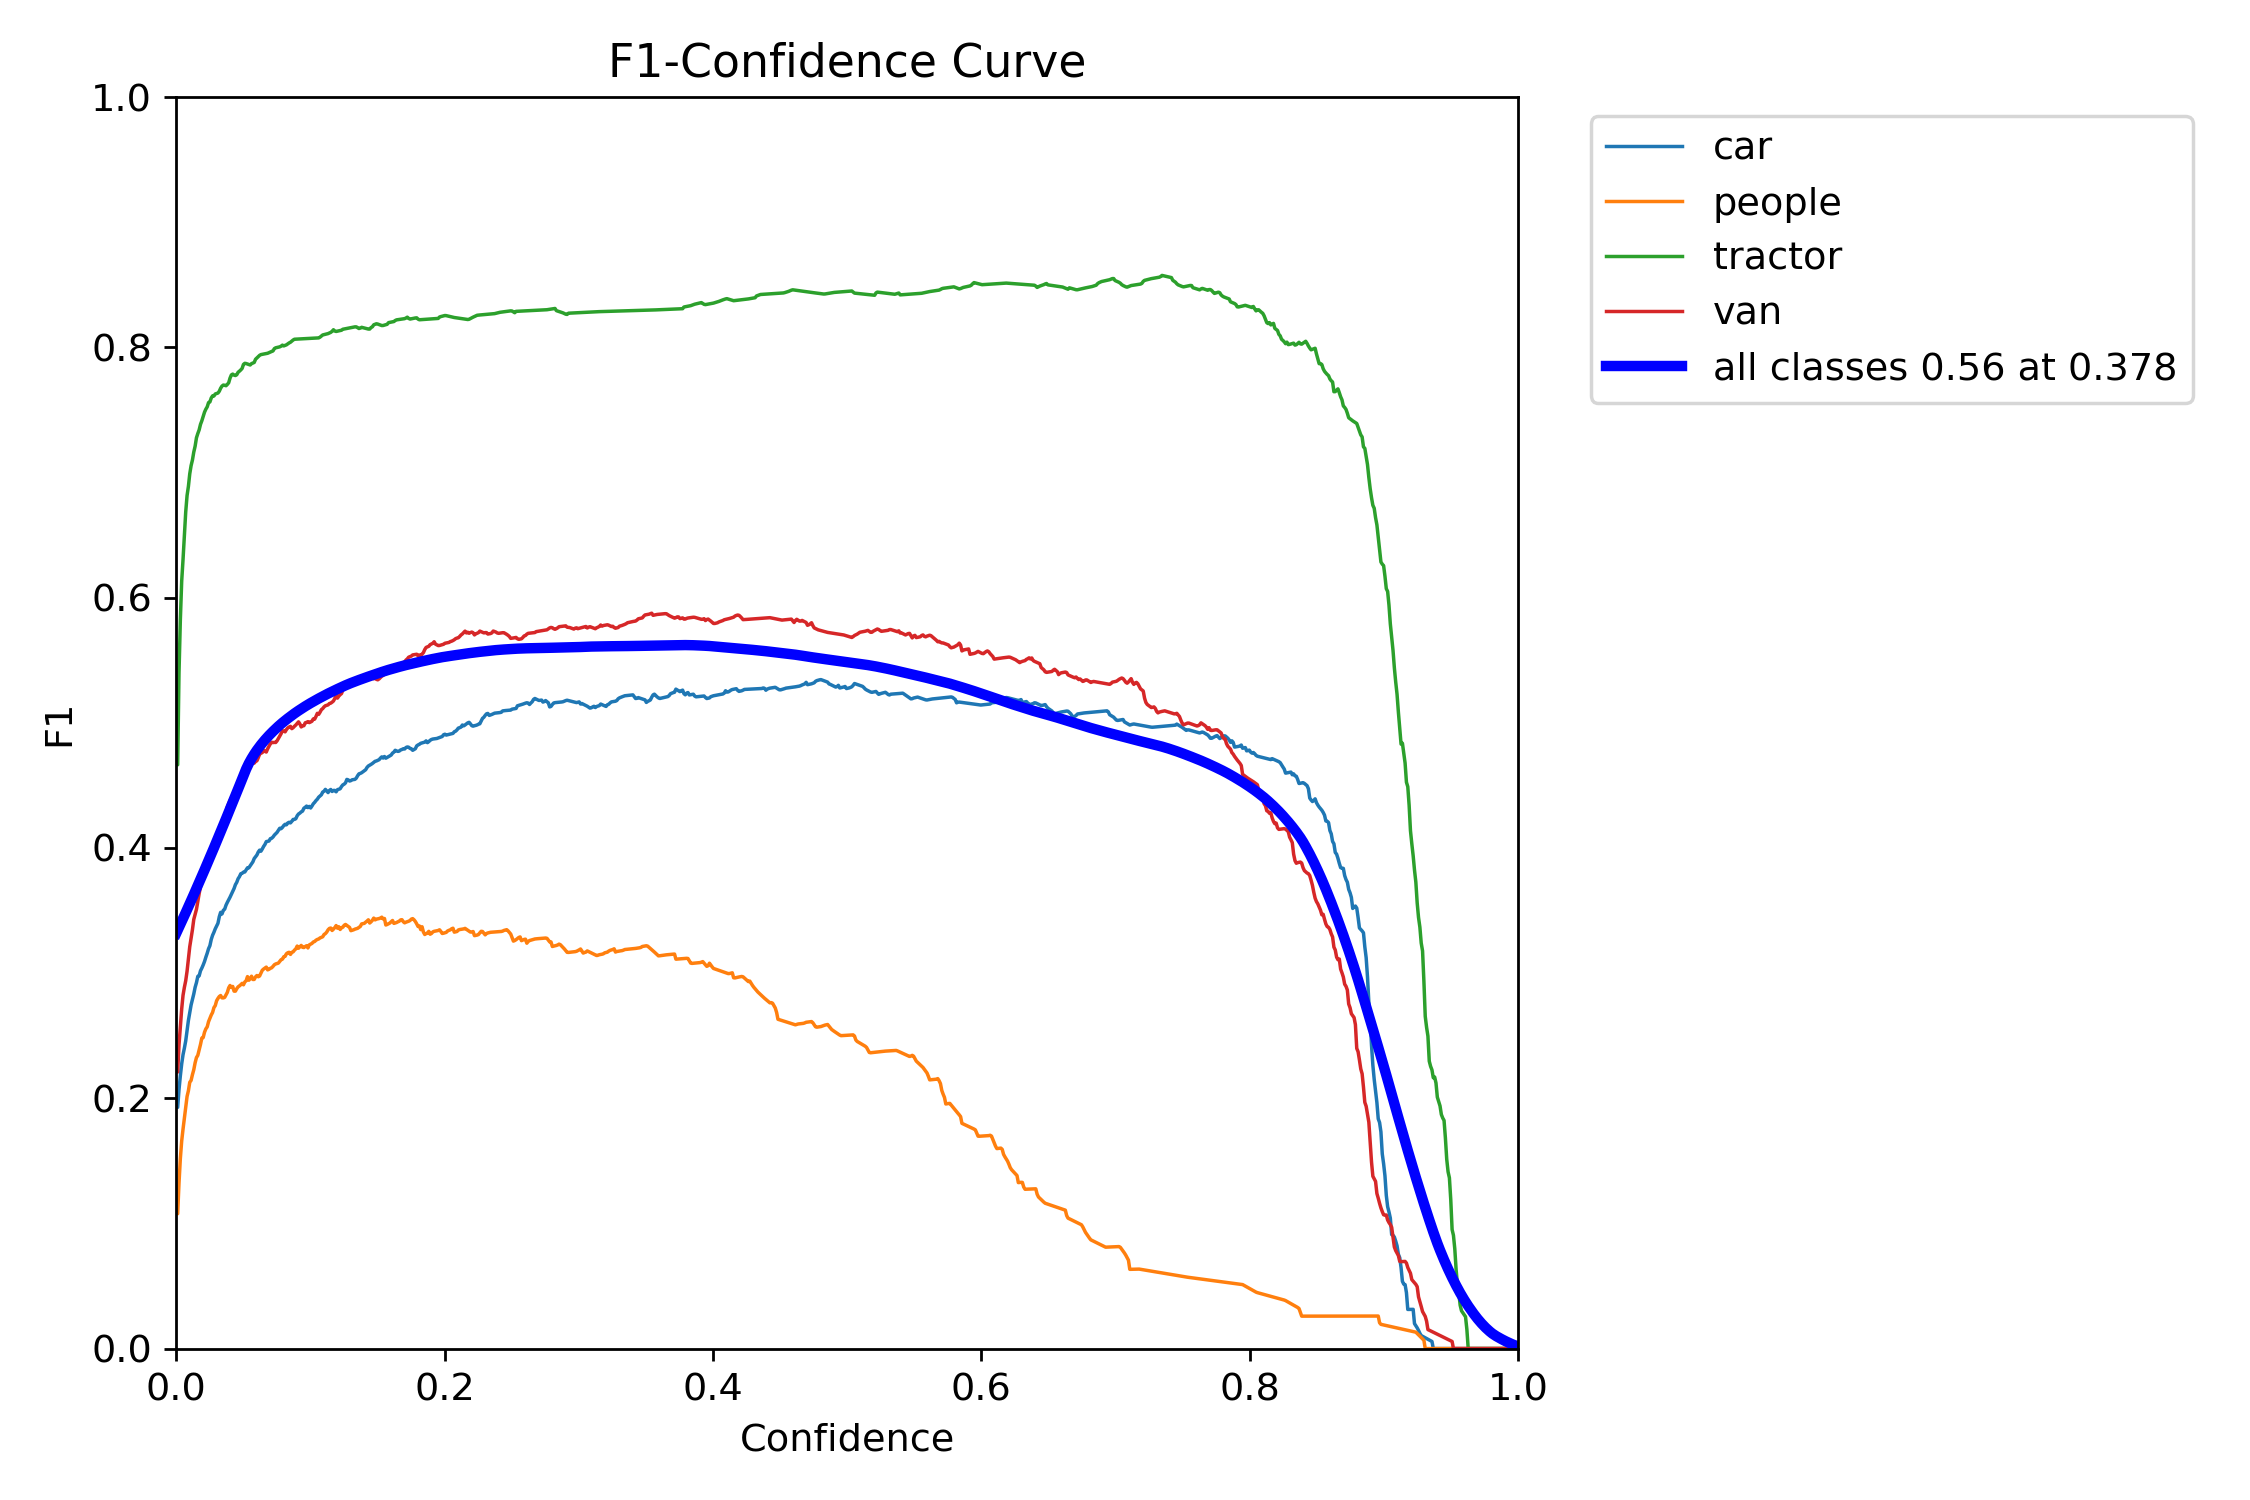 F1-Confidence Curve
1.0
0.8
0.6
0.4
0.2
0.0
F1
0.0 0.2 0.4 0.6 0.8 1.0
Confidence
car
people
tractor
van
all classes 0.56 at 0.378